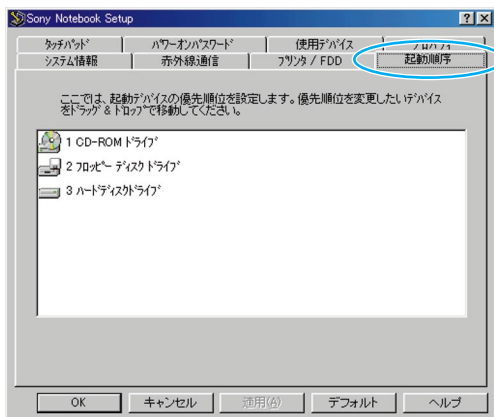 Sony Notebook Setup
ﾀｯﾁﾊﾟｯﾄﾞ ﾊﾟﾜｰｵﾝﾊﾟｽﾜｰﾄﾞ 使用ﾃﾞﾊﾞｲｽ ﾌﾟﾛﾊﾟﾃｨ
ｼｽﾃﾑ情報 赤外線通信 ﾌﾟﾘﾝﾀ / FDD 起動順序
ここでは、起動ﾃﾞﾊﾞｲｽの優先順位を設定します。優先順位を変更したいﾃﾞﾊﾞｲｽ
をﾄﾞﾗｯｸﾞ & ﾄﾞﾛｯﾌﾟで移動してください。
1 CD-ROM ﾄﾞﾗｲﾌﾞ
2 ﾌﾛｯﾋﾟｰ ﾃﾞｨｽｸ ﾄﾞﾗｲﾌﾞ
3 ﾊｰﾄﾞﾃﾞｨｽｸﾄﾞﾗｲﾌﾞ
OK キャンセル 適用(A) デフォルト ヘルプ